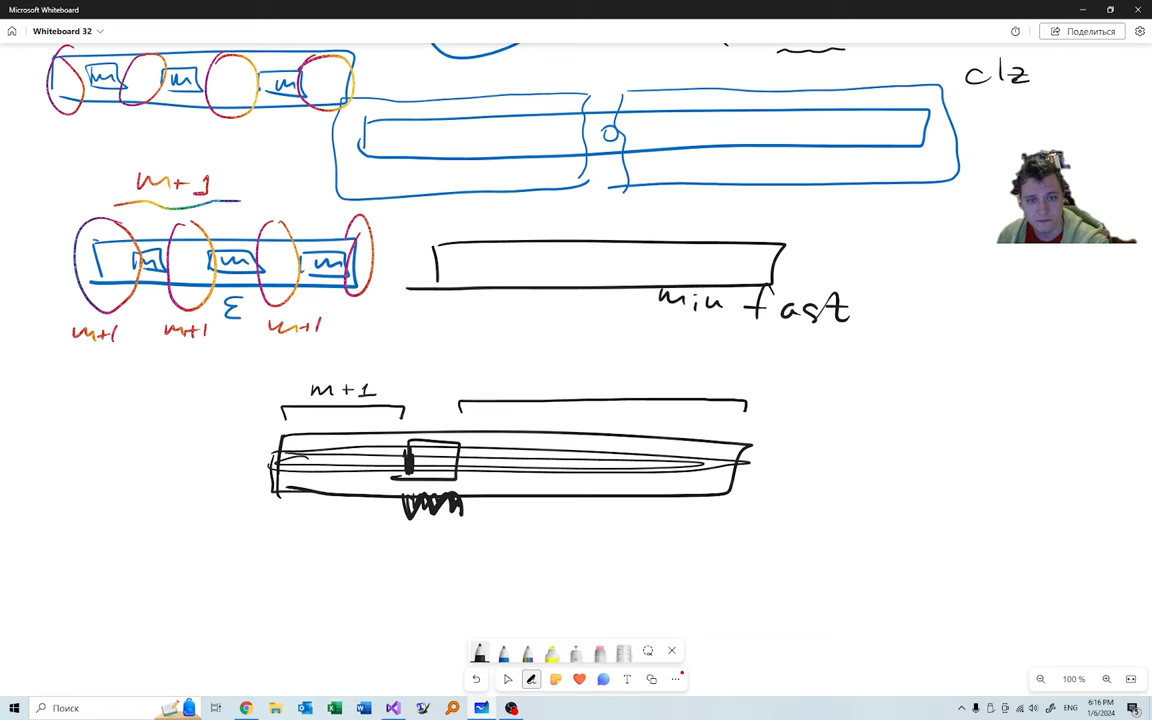 Microsoft Whiteboard
Whiteboard 32
Поделиться
m m m
clz
m+1
m m m
m+1 m+1 m+1
Σ
min fast
m+1
100 %
Поиск
ENG
6:16 PM
1/6/2024